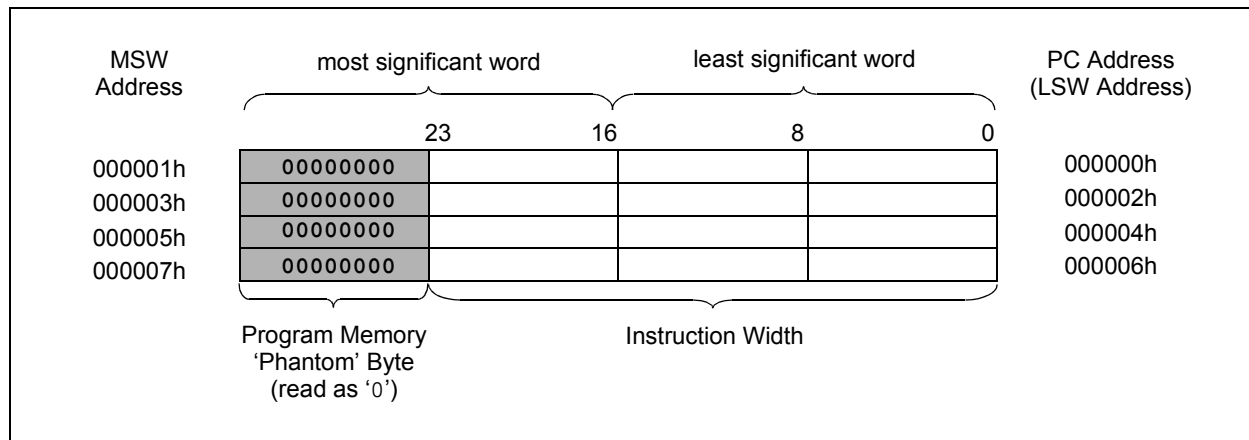 MSW
Address
most significant word
least significant word
PC Address
(LSW Address)
23 16 8 0
000001h 00000000 000000h
000003h 00000000 000002h
000005h 00000000 000004h
000007h 00000000 000006h
Program Memory
‘Phantom’ Byte
(read as ‘0’)
Instruction Width